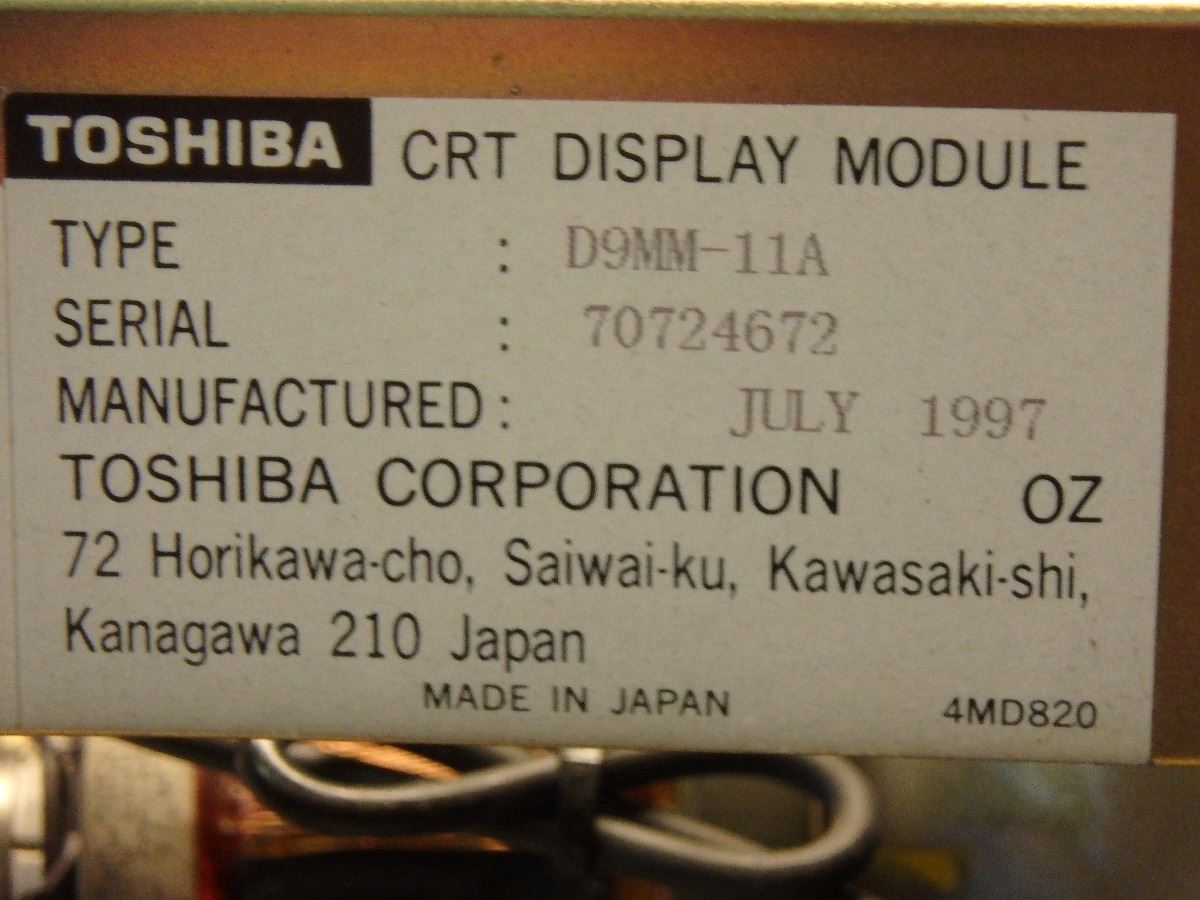 TOSHIBA CRT DISPLAY MODULE
TYPE : D9MM-11A
SERIAL : 70724672
MANUFACTURED : JULY 1997
TOSHIBA CORPORATION OZ
72 Horikawa-cho, Saiwai-ku, Kawasaki-shi,
Kanagawa 210 Japan
MADE IN JAPAN 4MD820